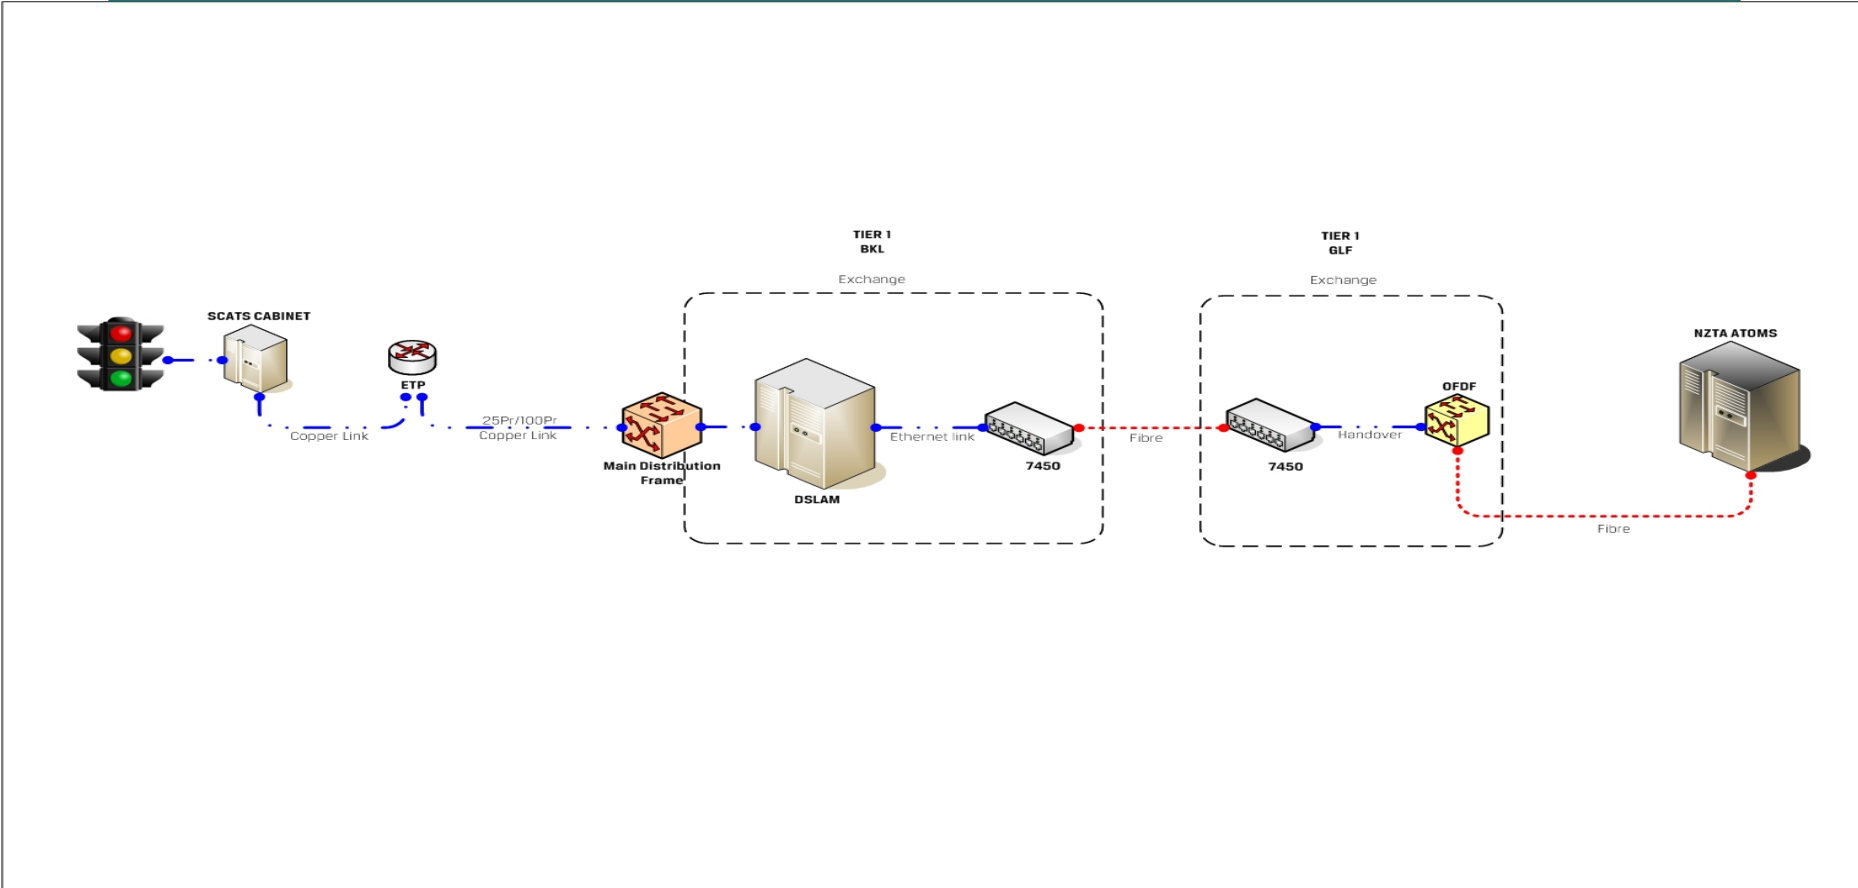 TIER 1
BKL
Exchange
TIER 1
GLF
Exchange
SCATS CABINET
ETP
Copper Link
25Pr/100Pr
Copper Link
Main Distribution
Frame
DSLAM
Ethernet link
7450
Fibre
7450
Handover
OFDF
Fibre
NZTA ATOMS